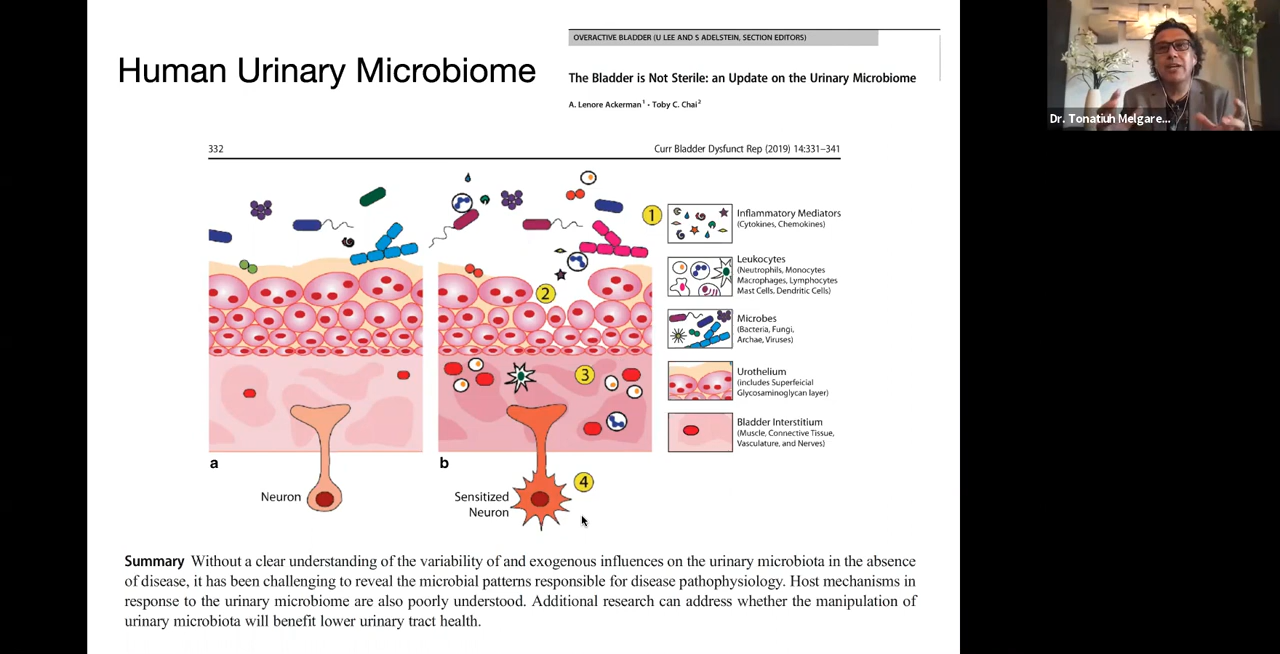 Human Urinary Microbiome
OVERACTIVE BLADDER (U LEE AND S ADELSTEIN, SECTION EDITORS)
The Bladder is Not Sterile: an Update on the Urinary Microbiome
A. Lenore Ackerman 1 • Toby C. Chai 2
Dr. Tonatiuh Melgare...
332
Curr Bladder Dysfunct Rep (2019) 14:331–341
1
Inflammatory Mediators
(Cytokines, Chemokines)
Leukocytes
(Neutrophils, Monocytes
Macrophages, Lymphocytes
Mast Cells. Dendritic Cells)
2
Microbes
(Bacteria, Fungi,
Archae, Viruses)
3
Urothelium
(includes Superfeicial
Glycosaminoglycan layer)
Bladder Interstitium
(Muscle, Connective Tissue,
Vasculature, and Nerves)
a
b
4
Neuron
Sensitized
Neuron
Summary Without a clear understanding of the variability of and exogenous influences on the urinary microbiota in the absence
of disease, it has been challenging to reveal the microbial patterns responsible for disease pathophysiology. Host mechanisms in
response to the urinary microbiome are also poorly understood. Additional research can address whether the manipulation of
urinary microbiota will benefit lower urinary tract health.